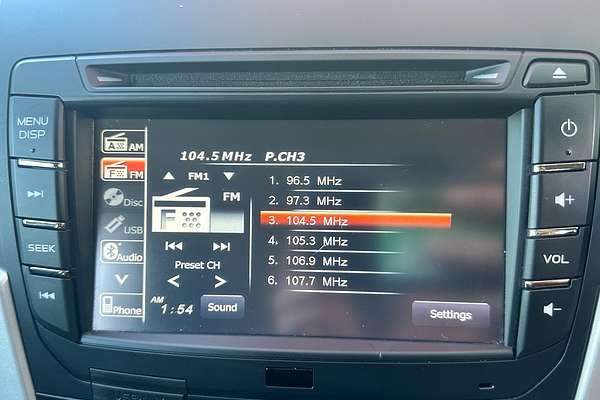 MENU
DISP
SEEK
VOL
A AM
F FM
Disc
USB
Audio
Phone
104.5 MHz P.CH3
FM1
FM
F
Preset CH
AM 1:54
Sound
1. 96.5 MHz
2. 97.3 MHz
3. 104.5 MHz
4. 105.3 MHz
5. 106.9 MHz
6. 107.7 MHz
Settings